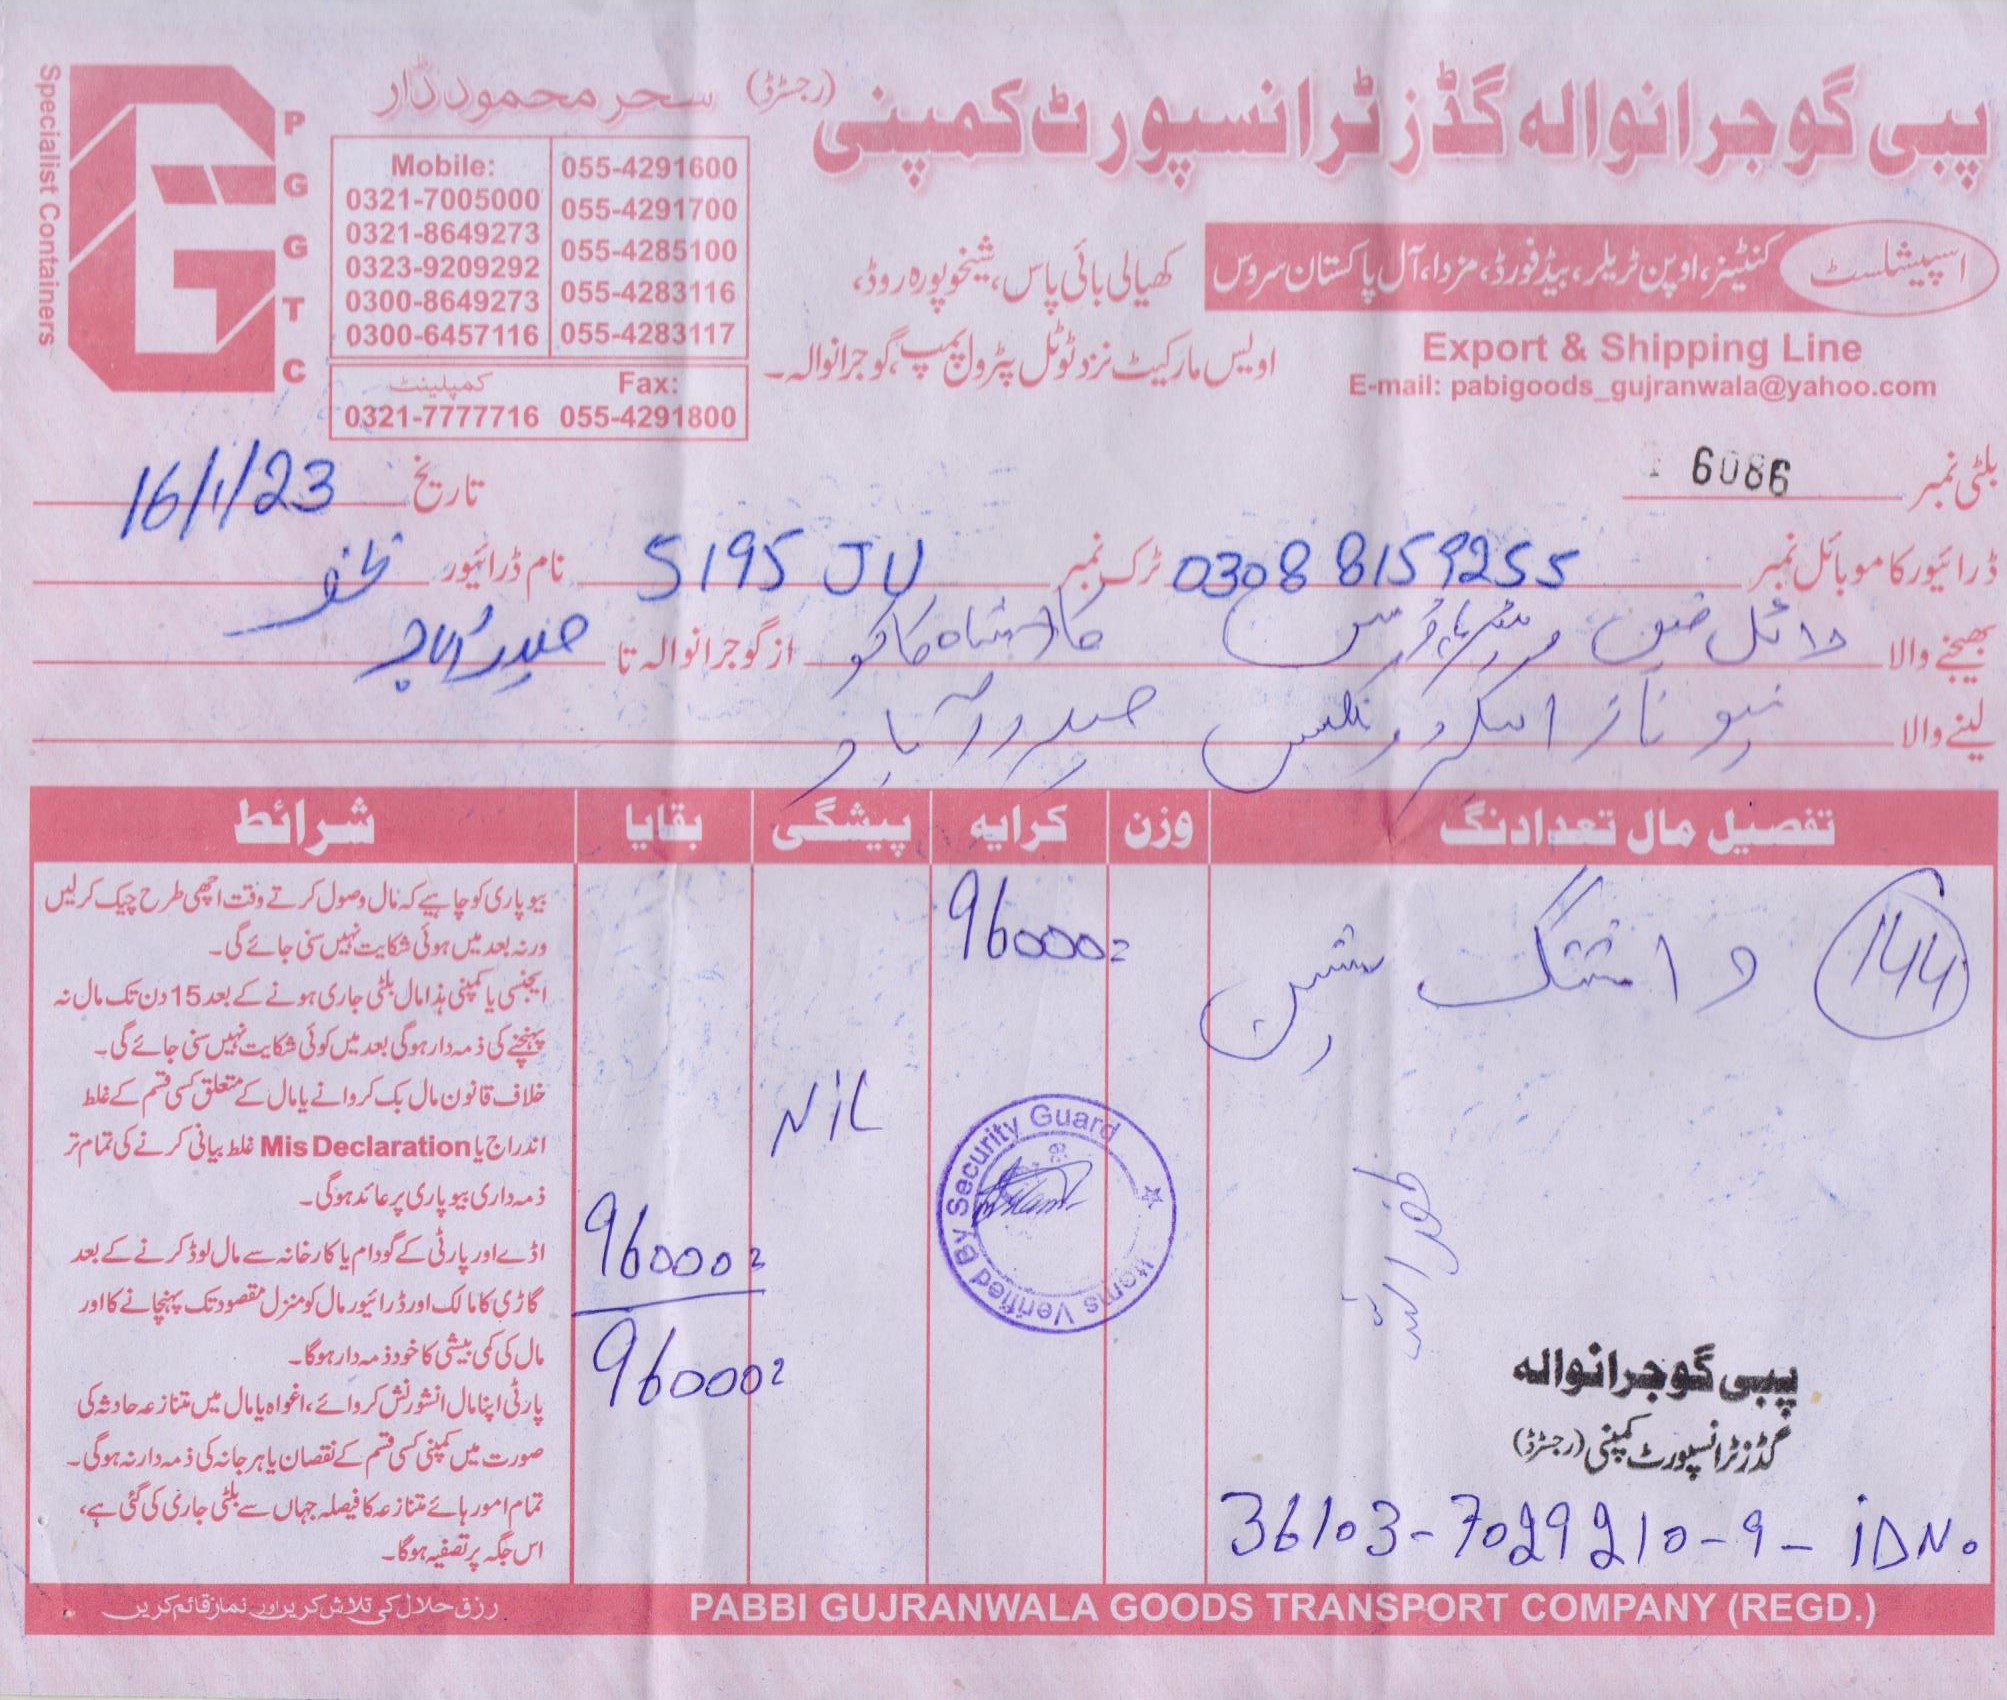 پبی گوجرانوالہ گڈز ٹرانسپورٹ کمپنی (رجسٹرڈ)
سحر محمود ڈار
P G G T C
Specialist Containers
Mobile:
0321-7005000
0321-8649273
0323-9209292
0300-8649273
0300-6457116
055-4291600
055-4291700
055-4285100
055-4283116
055-4283117
کمپلینٹ Fax:
0321-7777716 055-4291800
اسپیشلسٹ کنٹینر، اوپن ٹریلر، بیڈفورڈ، مزدا، آل پاکستان سروس
Export & Shipping Line
E-mail: pabigoods_gujranwala@yahoo.com
کھیالی بائی پاس، شیخوپورہ روڈ،
اویس مارکیٹ نزد ٹوٹل پٹرول پمپ، گوجرانوالہ۔
بلٹی نمبر 6086
تاریخ 16/1/23
ڈرائیور کا موبائل نمبر 0308 8159255 ٹرک نمبر 5195 JU نام ڈرائیور
بھیجنے والا از گوجرانوالہ تا حیدرآباد
لینے والا نیو ناز الیکٹرونکس حیدرآباد
تفصیل مال تعداد نگ وزن کرایہ پیشگی بقایا شرائط
144 واشنگ مشین
96000=
NIL
96000=
96000=
Items Verified By Security Guard
پبی گوجرانوالہ
گڈز ٹرانسپورٹ کمپنی (رجسٹرڈ)
36103-7029210-9- iDNo
بیوپاری کو چاہیے کہ مال وصول کرتے وقت اچھی طرح چیک کرلیں
ورنہ بعد میں ہوئی شکایت نہیں سنی جائے گی۔
ایجنسی یا کمپنی ہذا مال بلٹی جاری ہونے کے بعد 15 دن تک مال نہ
پہنچنے کی ذمہ دار ہوگی بعد میں کوئی شکایت نہیں سنی جائے گی۔
خلاف قانون مال بک کروانے یا مال کے متعلق کسی قسم کے غلط
اندراج یا Mis Declaration غلط بیانی کرنے کی تمام تر
ذمہ داری بیوپاری پر عائد ہوگی۔
اڈے اور پارٹی کے گودام یا کارخانہ سے مال لوڈ کرنے کے بعد
گاڑی کا مالک اور ڈرائیور مال کو منزل مقصود تک پہنچانے کا اور
مال کی کمی بیشی کا خود ذمہ دار ہوگا۔
پارٹی اپنا مال انشورنش کروائے، اغواء یا مال میں متنازعہ حادثہ کی
صورت میں کمپنی کسی قسم کے نقصان یا ہرجانہ کی ذمہ دار نہ ہوگی۔
تمام امور ہائے متنازعہ کا فیصلہ جہاں سے بلٹی جاری کی گئی ہے،
اس جگہ پر تصفیہ ہوگا۔
PABBI GUJRANWALA GOODS TRANSPORT COMPANY (REGD.)
رزق حلال کی تلاش کریں اور نماز قائم کریں